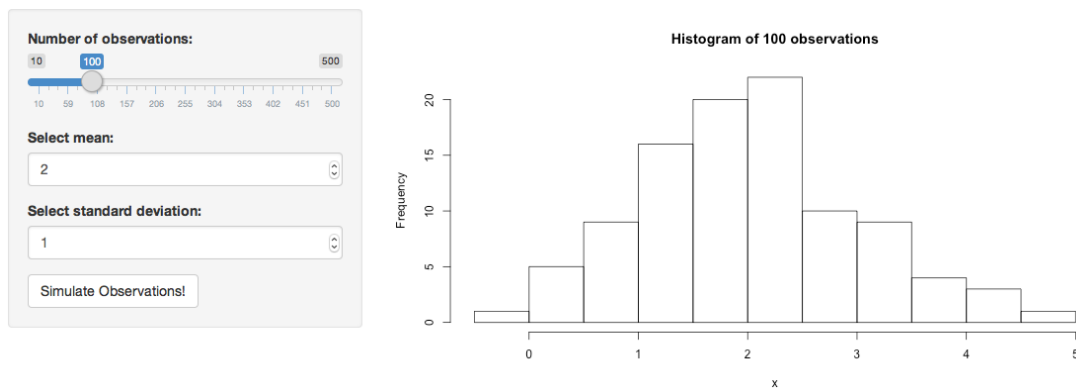 Number of observations:
10 100 500
10 59 108 157 206 255 304 353 402 451 500
Select mean:
2
Select standard deviation:
1
Simulate Observations!
Histogram of 100 observations
Frequency
20
15
10
5
0
0 1 2 3 4 5
x